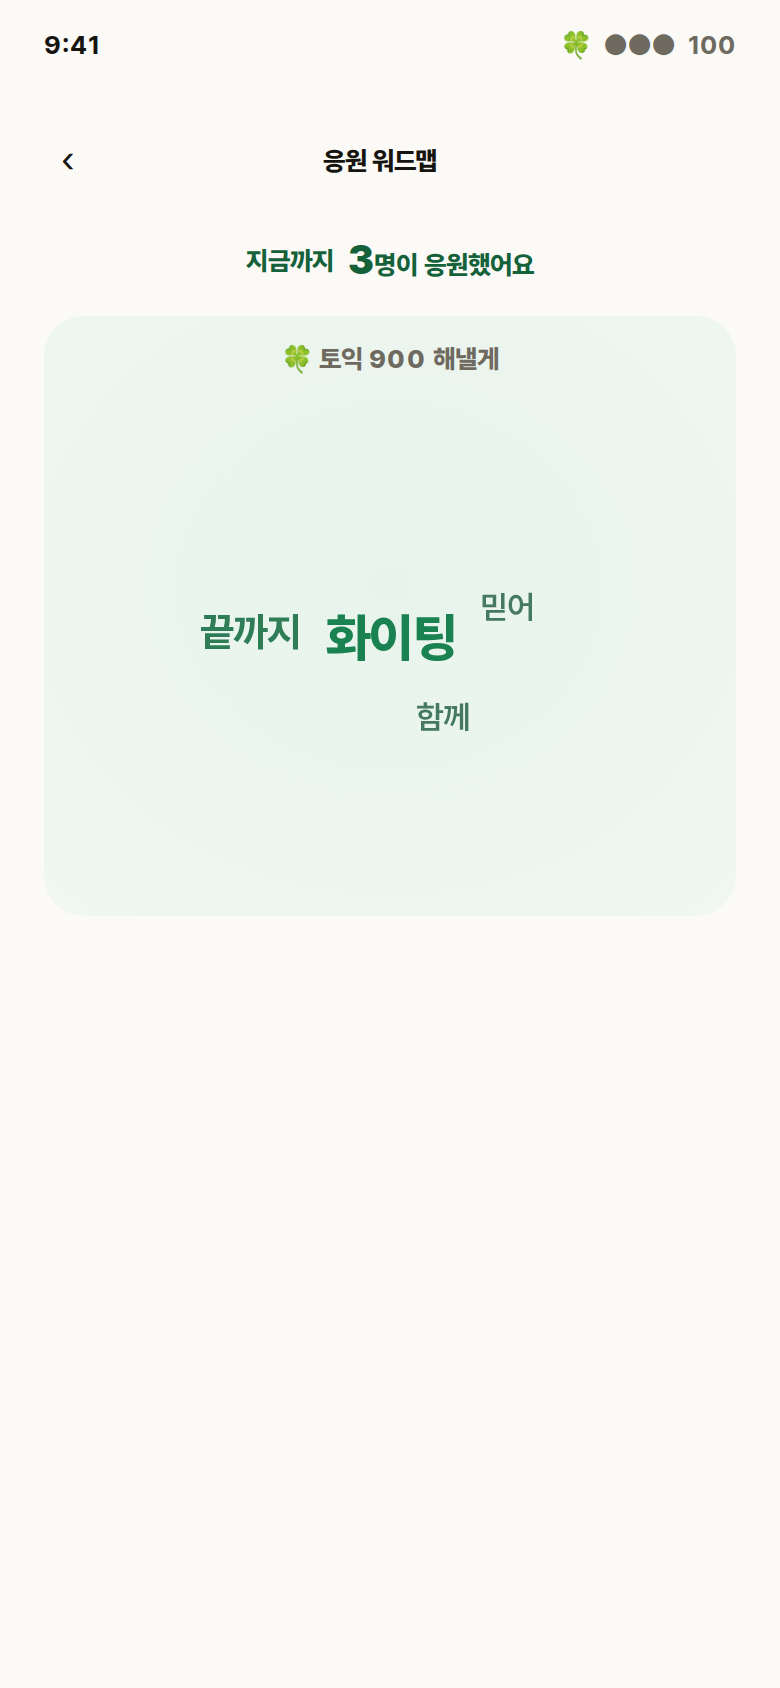 9:41 🍀 ●●● 100
‹ 응원 워드맵
지금까지 3명이 응원했어요
🍀 토익 900 해낼게
끝까지 화이팅 믿어
함께